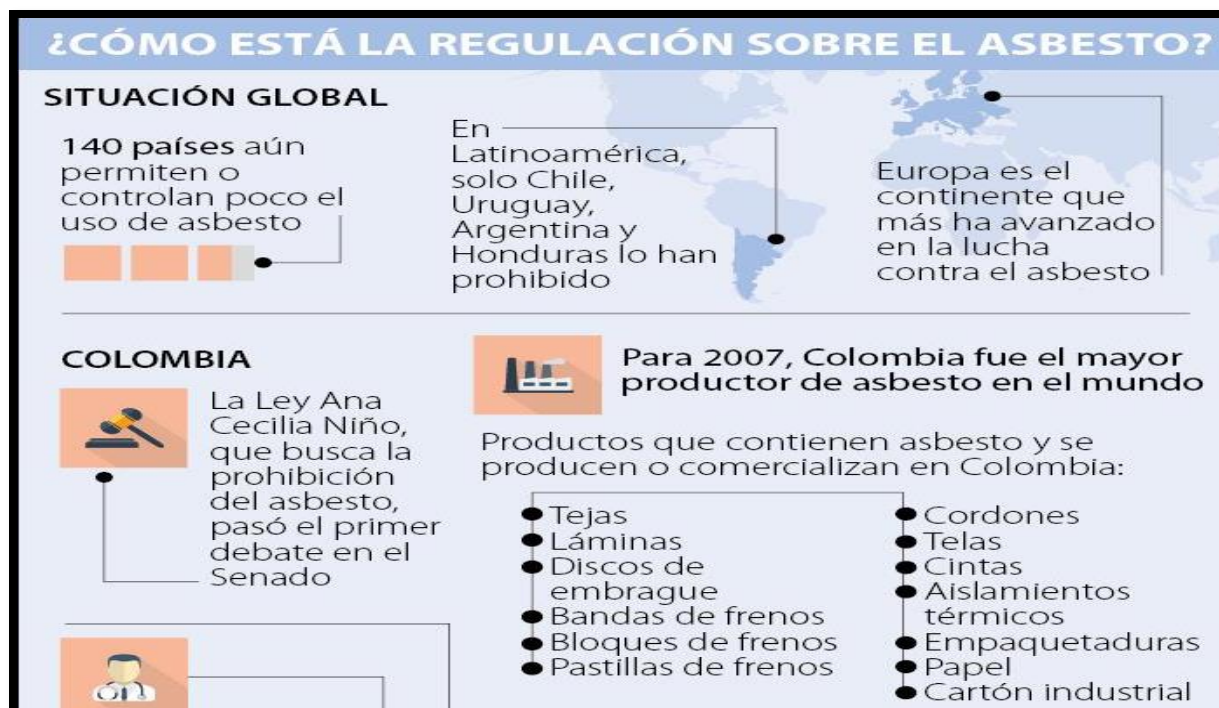 ¿CÓMO ESTÁ LA REGULACIÓN SOBRE EL ASBESTO?
SITUACIÓN GLOBAL
140 países aún
permiten o
controlan poco el
uso de asbesto
En
Latinoamérica,
solo Chile,
Uruguay,
Argentina y
Honduras lo han
prohibido
Europa es el
continente que
más ha avanzado
en la lucha
contra el asbesto
COLOMBIA
La Ley Ana
Cecilia Niño,
que busca la
prohibición
del asbesto,
pasó el primer
debate en el
Senado
Para 2007, Colombia fue el mayor
productor de asbesto en el mundo
Productos que contienen asbesto y se
producen o comercializan en Colombia:
Tejas
Láminas
Discos de
embrague
Bandas de frenos
Bloques de frenos
Pastillas de frenos
Cordones
Telas
Cintas
Aislamientos
térmicos
Empaquetaduras
Papel
Cartón industrial